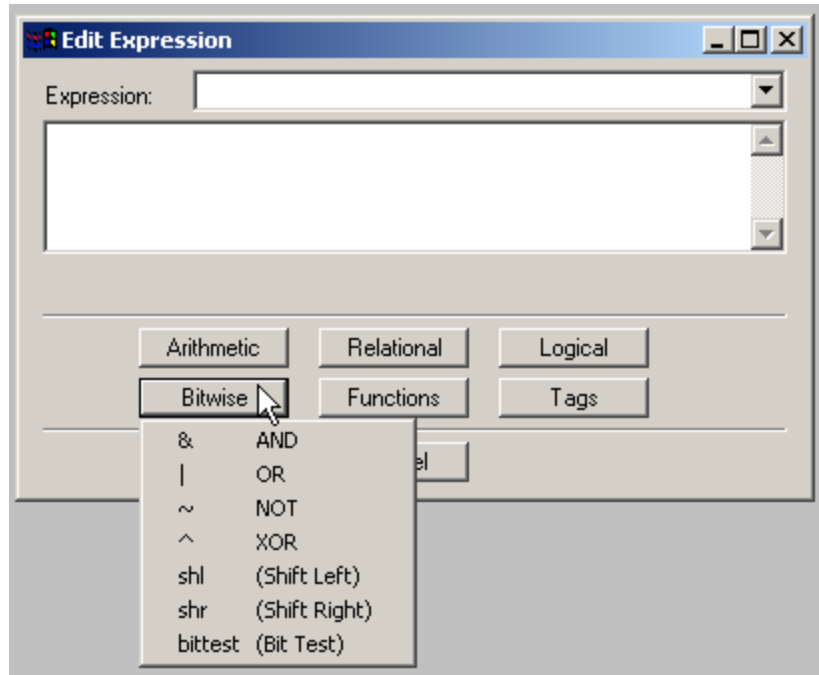 Edit Expression
Expression:
Arithmetic Relational Logical
Bitwise Functions Tags
& AND
| OR
~ NOT
^ XOR
shl (Shift Left)
shr (Shift Right)
bittest (Bit Test)